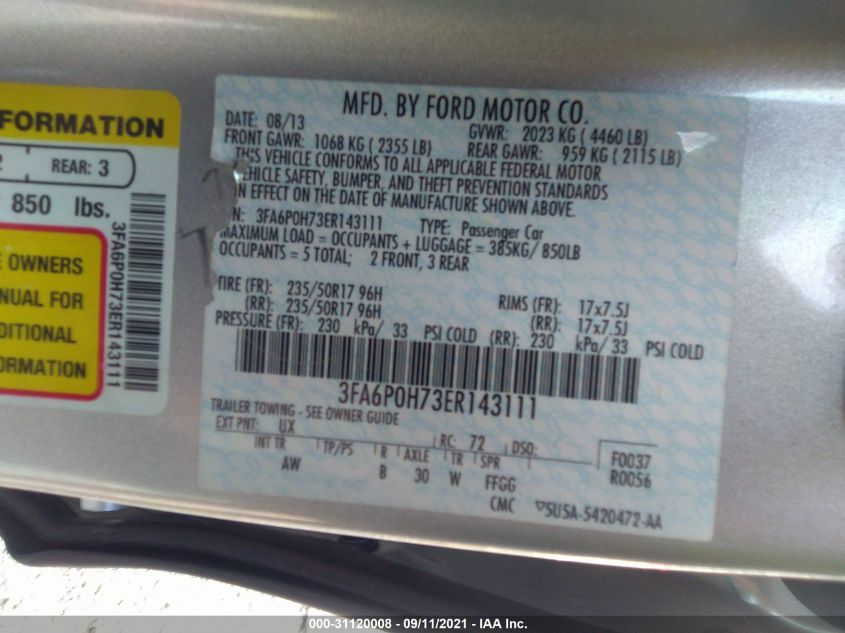 FORMATION
REAR: 3
850 lbs.
E OWNERS
NUAL FOR
DITIONAL
ORMATION
3FA6P0H73ER143111
MFD. BY FORD MOTOR CO.
DATE: 08/13 GVWR: 2023 KG ( 4460 LB)
FRONT GAWR: 1068 KG ( 2355 LB) REAR GAWR: 959 KG ( 2115 LB)
THIS VEHICLE CONFORMS TO ALL APPLICABLE FEDERAL MOTOR
VEHICLE SAFETY, BUMPER, AND THEFT PREVENTION STANDARDS
IN EFFECT ON THE DATE OF MANUFACTURE SHOWN ABOVE.
N: 3FA6P0H73ER143111 TYPE: Passenger Car
MAXIMUM LOAD = OCCUPANTS + LUGGAGE = 385KG/ 850LB
OCCUPANTS = 5 TOTAL; 2 FRONT, 3 REAR
TIRE (FR): 235/50R17 96H RIMS (FR): 17x7.5J
(RR): 235/50R17 96H (RR): 17x7.5J
PRESSURE (FR): 230 kPa/ 33 PSI COLD (RR): 230 kPa/ 33 PSI COLD
3FA6P0H73ER143111
TRAILER TOWING - SEE OWNER GUIDE
EXT PNT: UX RC: 72 DSO: F0037
INT TR TP/PS R AXLE TR SPR R0056
AW B 30 W FFGG
CMC 5U5A-5420472-AA
000-31120008 - 09/11/2021 - IAA Inc.